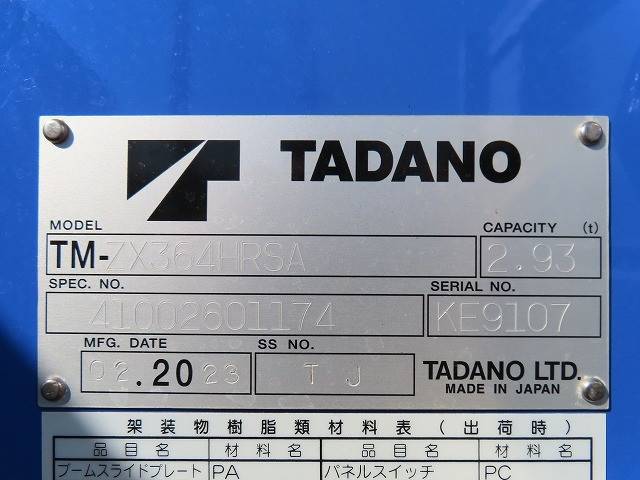 TADANO
MODEL CAPACITY (t)
TM-ZX364HRSA 2.93
SPEC. NO. SERIAL NO.
41002601174 KE9107
MFG. DATE SS NO.
02.2023 T J TADANO LTD.
MADE IN JAPAN
架装物樹脂類材料表(出荷時)
品目名 材料名 品目名 材料名
ブームスライドプレート PA パネルスイッチ PC